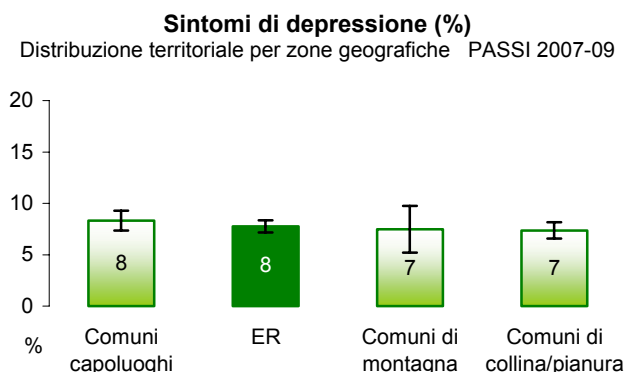 Sintomi di depressione (%)
Distribuzione territoriale per zone geografiche PASSI 2007-09
20
15
10
5
0
%
8
8
7
7
Comuni
capoluoghi
ER
Comuni di
montagna
Comuni di
collina/pianura